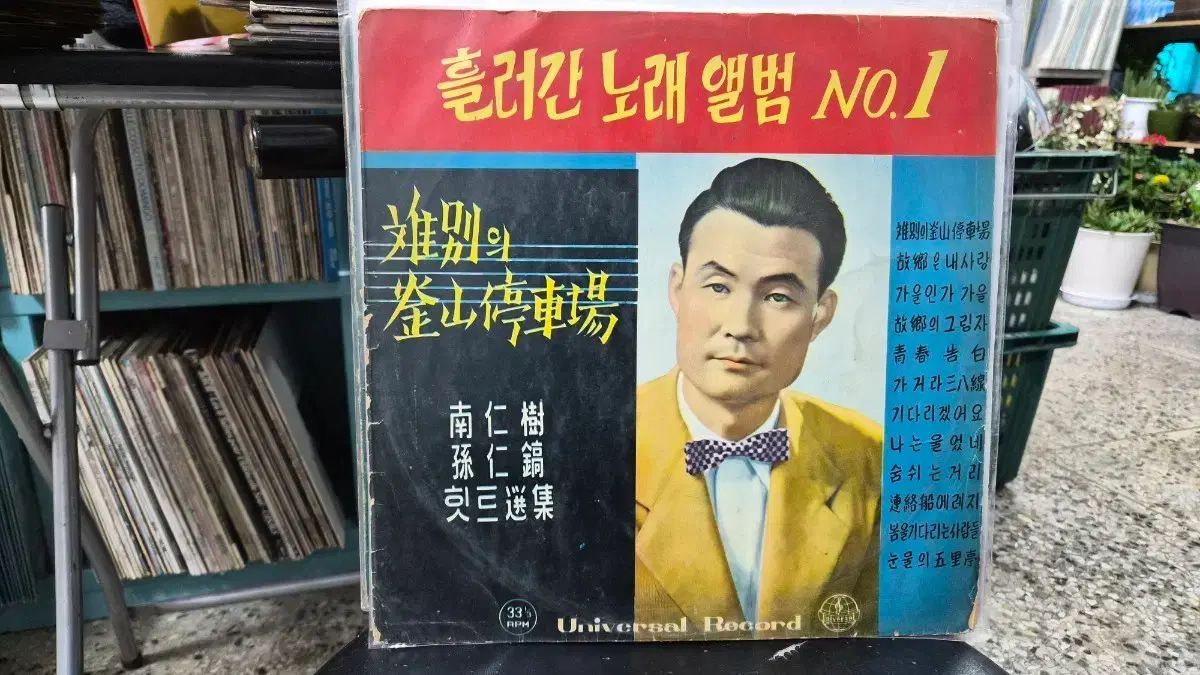 흘러간 노래 앨범 NO.1
難別의
釜山停車場
南仁樹
孫仁鎬
힛트選集
難別의 釜山停車場
故鄕은 내사랑
가을인가 가을
故鄕의 그림자
青春告白
가거라 三八線
기다리겠어요
나는 울었네
숨쉬는 거리
連絡船에 레지
봄을 기다리는 사람들
눈물의 五里亭
33⅓
RPM
Universal Record